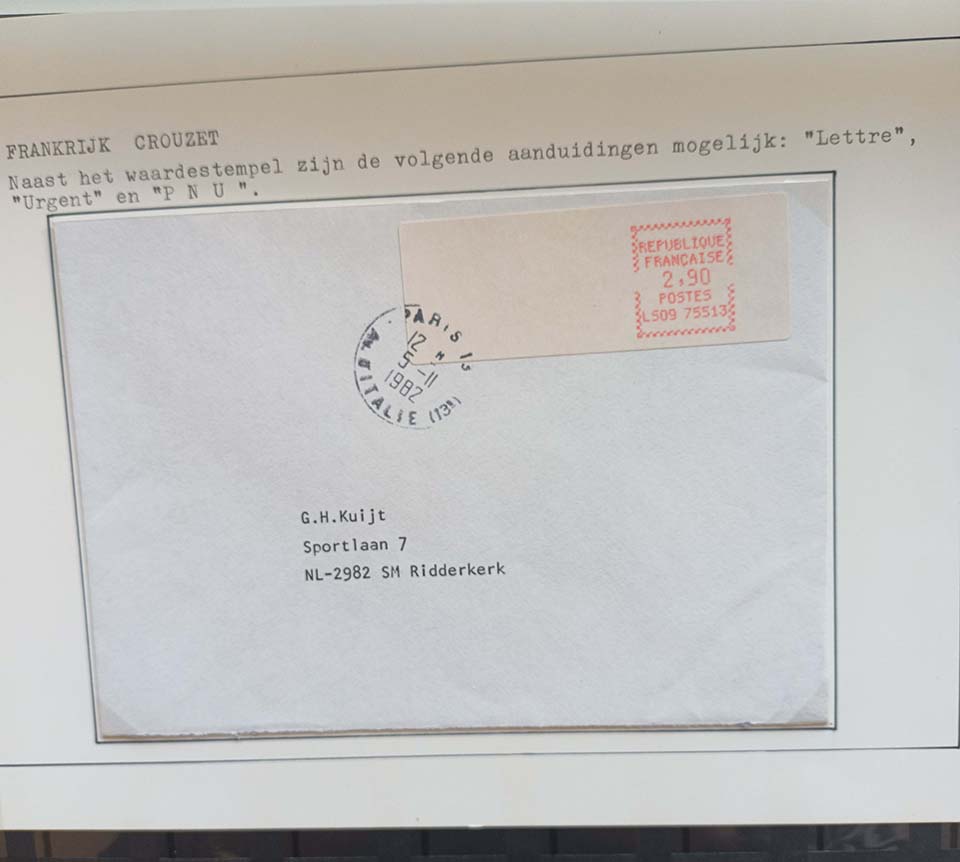 FRANKRIJK CROUZET
Naast het waardestempel zijn de volgende aanduidingen mogelijk: "Lettre",
"Urgent" en "P N U ".
REPUBLIQUE
FRANCAISE
2,90
POSTES
LS09 75513
PARIS 13
12 H
5-11
1982
AV. D'ITALIE (13e)
G.H.Kuijt
Sportlaan 7
NL-2982 SM Ridderkerk